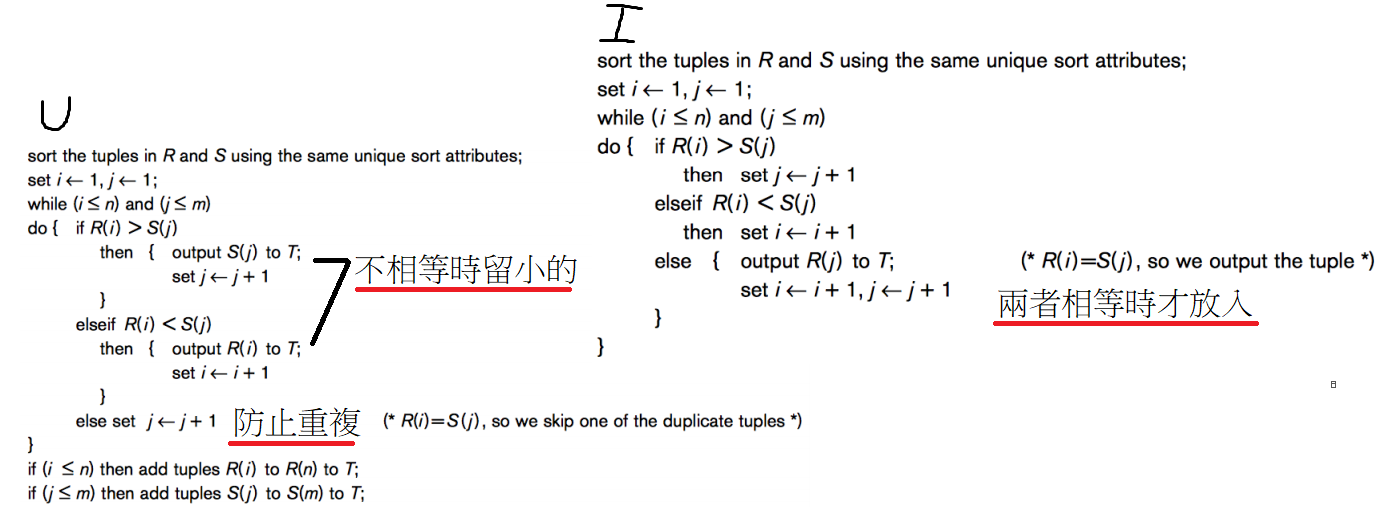 U
sort the tuples in R and S using the same unique sort attributes;
set i ← 1, j ← 1;
while (i ≤ n) and (j ≤ m)
do { if R(i) > S(j)
then { output S(j) to T;
set j ← j + 1
}
不相等時留小的
elseif R(i) < S(j)
then { output R(i) to T;
set i ← i + 1
}
else set j ← j + 1 防止重複 (* R(i)=S(j), so we skip one of the duplicate tuples *)
}
if (i ≤ n) then add tuples R(i) to R(n) to T;
if (j ≤ m) then add tuples S(j) to S(m) to T;
I
sort the tuples in R and S using the same unique sort attributes;
set i ← 1, j ← 1;
while (i ≤ n) and (j ≤ m)
do { if R(i) > S(j)
then set j ← j + 1
elseif R(i) < S(j)
then set i ← i + 1
else { output R(j) to T; (* R(i)=S(j), so we output the tuple *)
set i ← i + 1, j ← j + 1
兩者相等時才放入
}
}